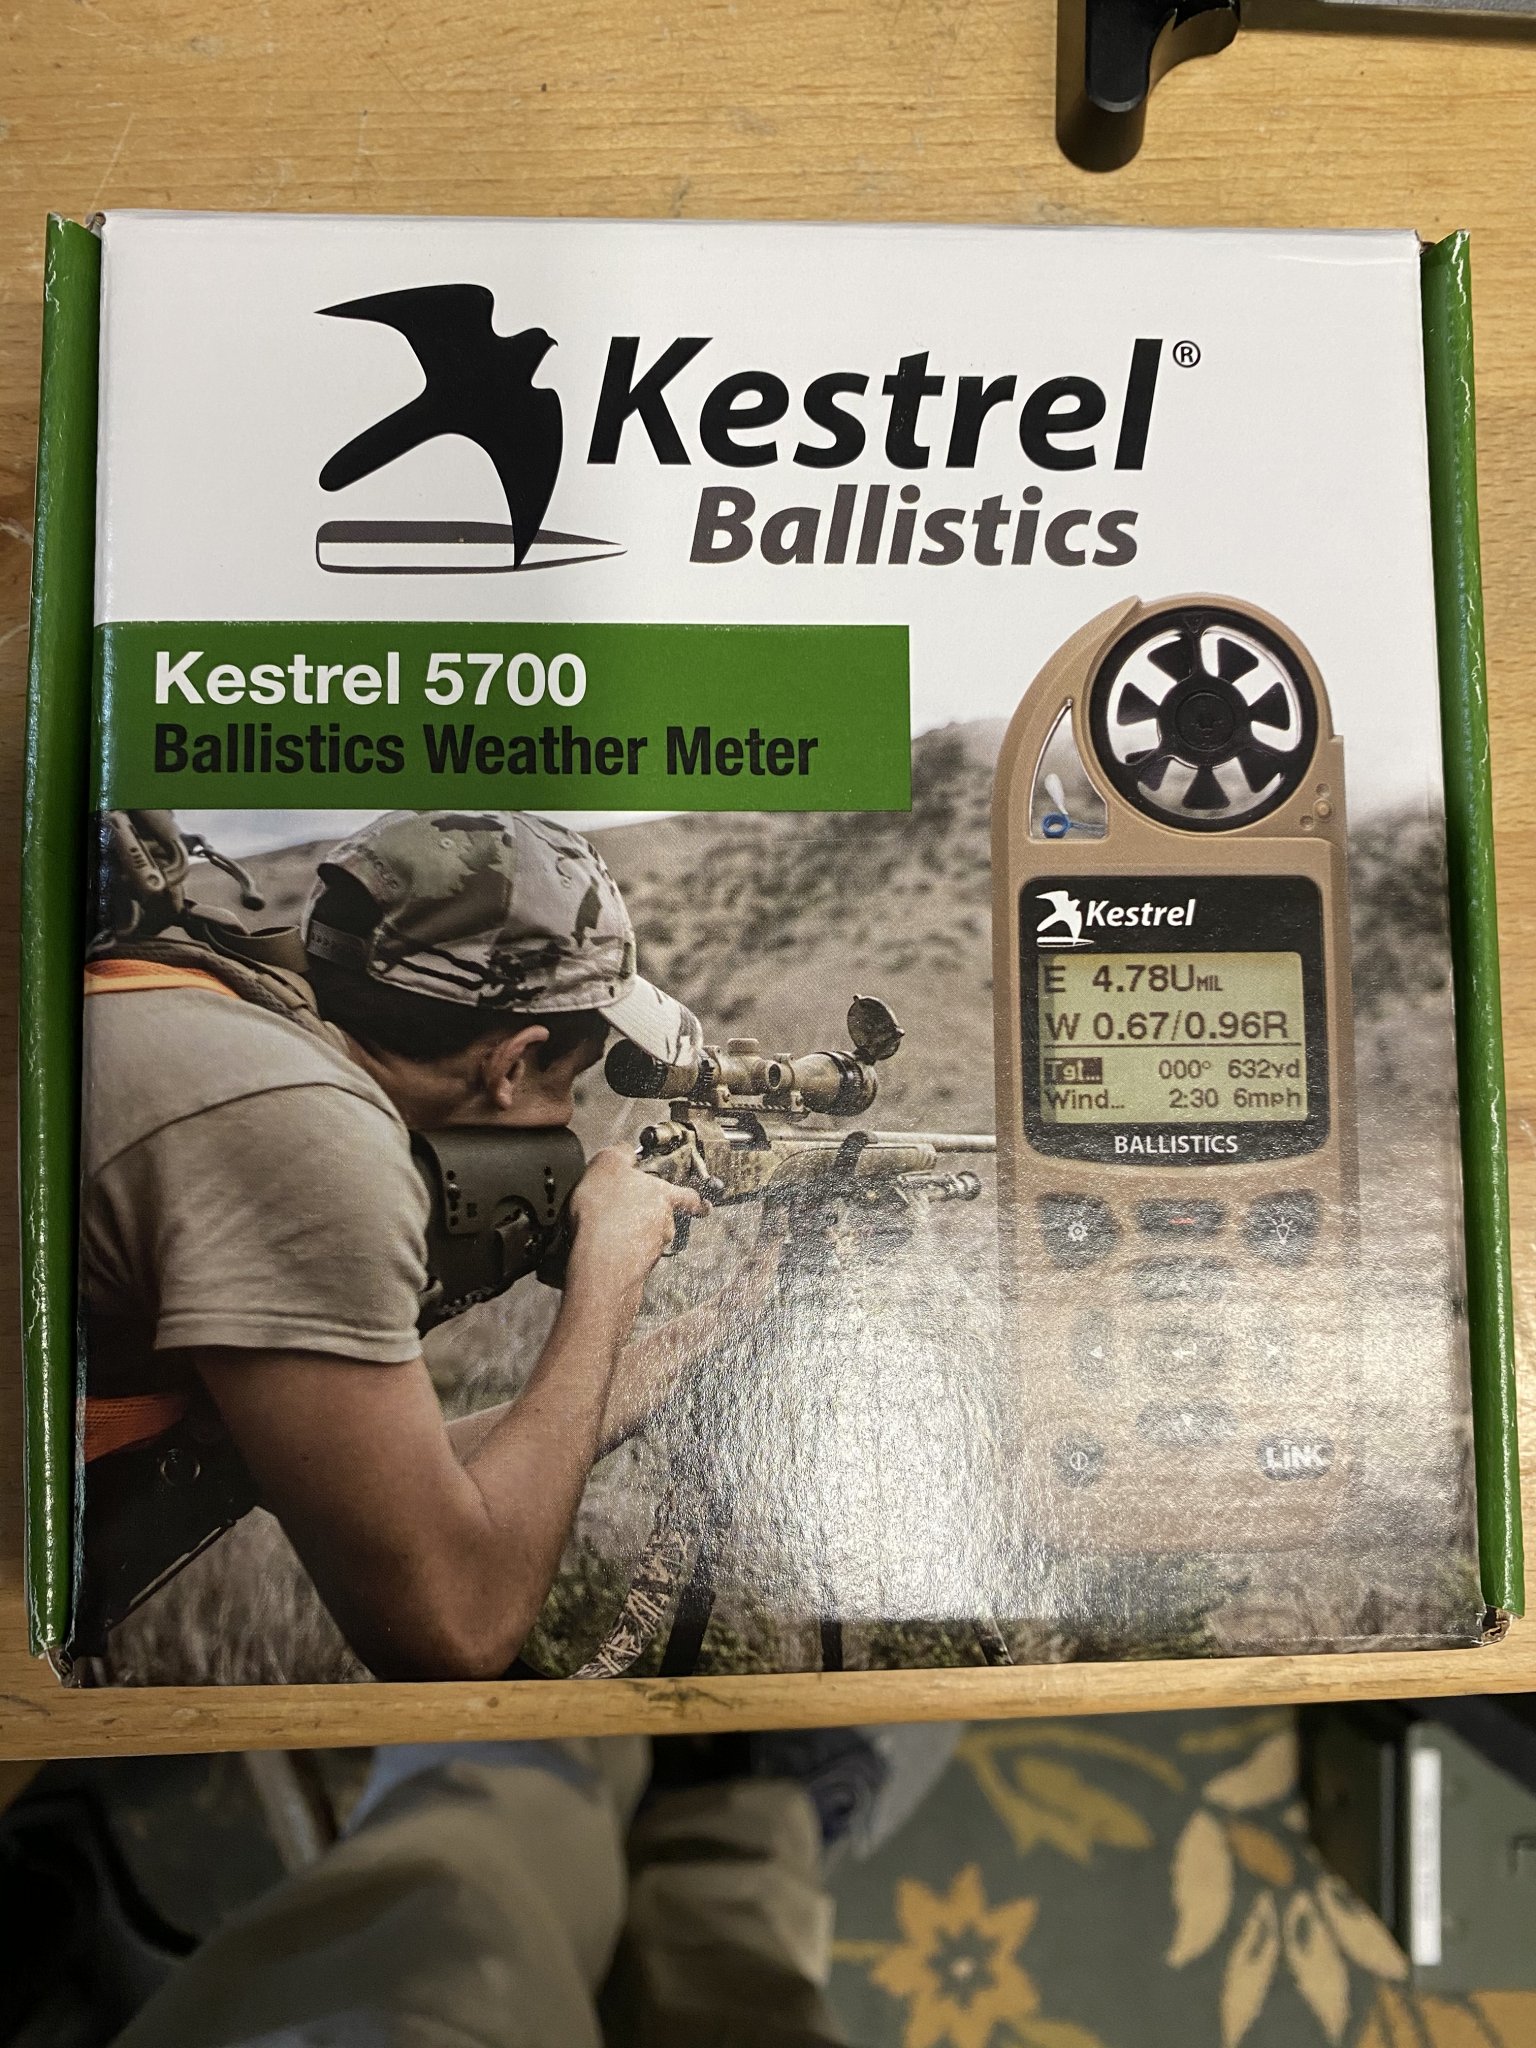 Kestrel®
Ballistics
Kestrel 5700
Ballistics Weather Meter
Kestrel
E 4.78UMIL
W 0.67/0.96R
Tgt... 000° 632yd
Wind... 2:30 6mph
BALLISTICS
LiNK